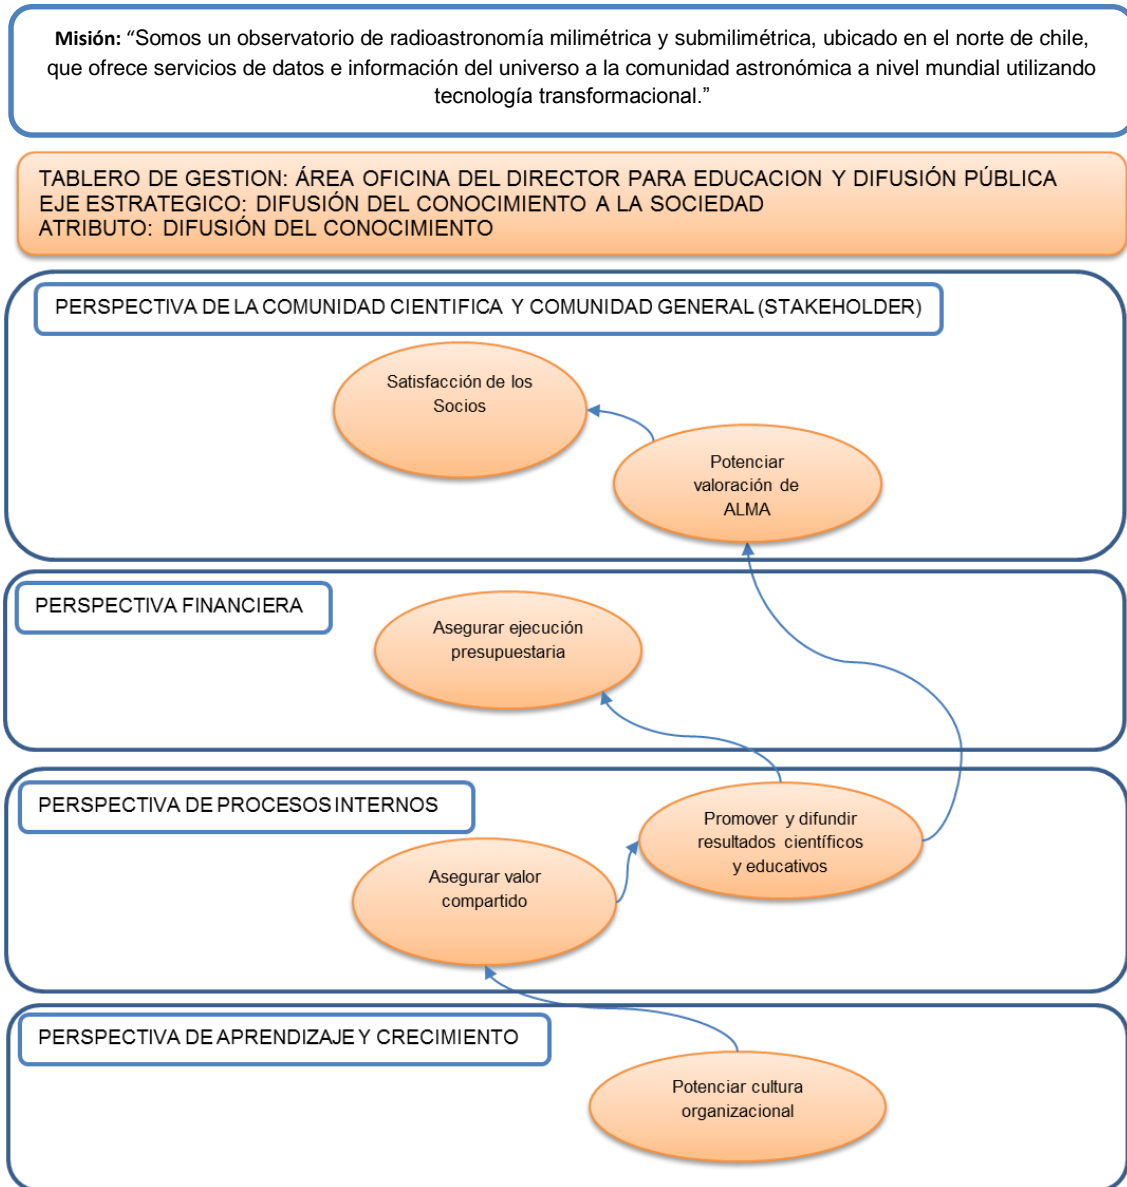 Misión: “Somos un observatorio de radioastronomía milimétrica y submilimétrica, ubicado en el norte de chile,
que ofrece servicios de datos e información del universo a la comunidad astronómica a nivel mundial utilizando
tecnología transformacional.”
TABLERO DE GESTION: ÁREA OFICINA DEL DIRECTOR PARA EDUCACION Y DIFUSIÓN PÚBLICA
EJE ESTRATEGICO: DIFUSIÓN DEL CONOCIMIENTO A LA SOCIEDAD
ATRIBUTO: DIFUSIÓN DEL CONOCIMIENTO
PERSPECTIVA DE LA COMUNIDAD CIENTIFICA Y COMUNIDAD GENERAL (STAKEHOLDER)
Satisfacción de los
Socios
Potenciar
valoración de
ALMA
PERSPECTIVA FINANCIERA
Asegurar ejecución
presupuestaria
PERSPECTIVA DE PROCESOS INTERNOS
Promover y difundir
resultados científicos
y educativos
Asegurar valor
compartido
PERSPECTIVA DE APRENDIZAJE Y CRECIMIENTO
Potenciar cultura
organizacional